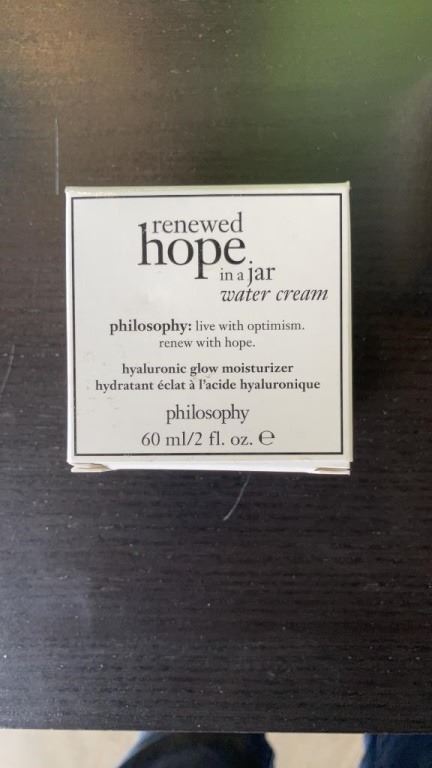 renewed
hope
in a jar
water cream
philosophy: live with optimism.
renew with hope.
hyaluronic glow moisturizer
hydratant éclat à l'acide hyaluronique
philosophy
60 ml/2 fl. oz. ℮